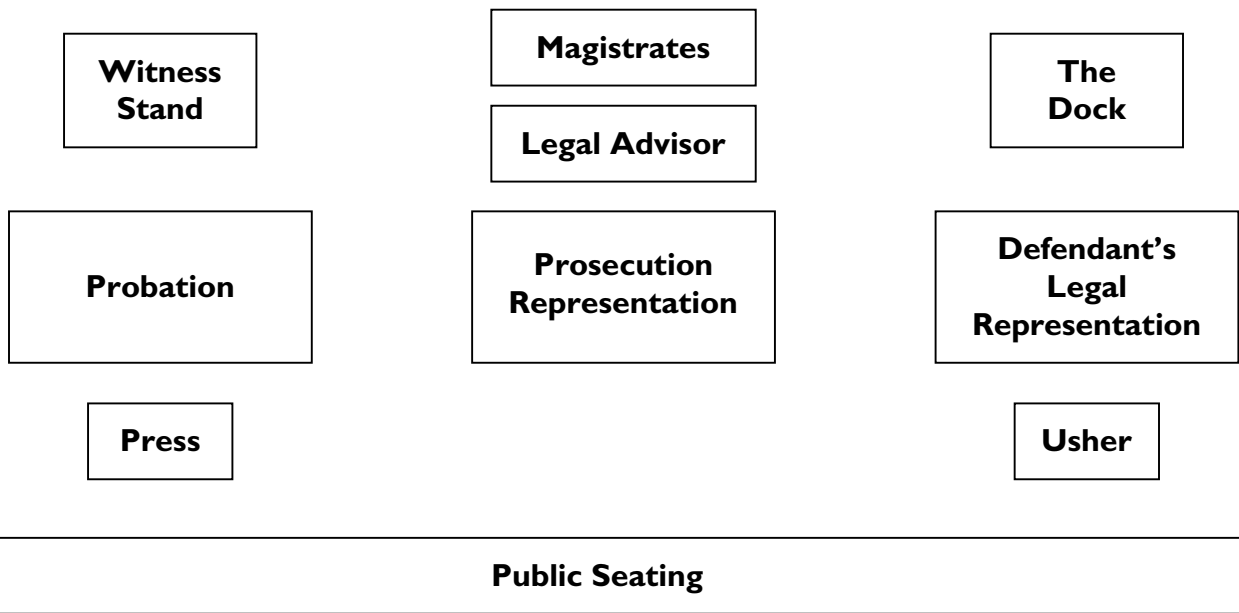 Witness
Stand
Magistrates
The
Dock
Legal Advisor
Probation
Prosecution
Representation
Defendant’s
Legal
Representation
Press
Usher
Public Seating